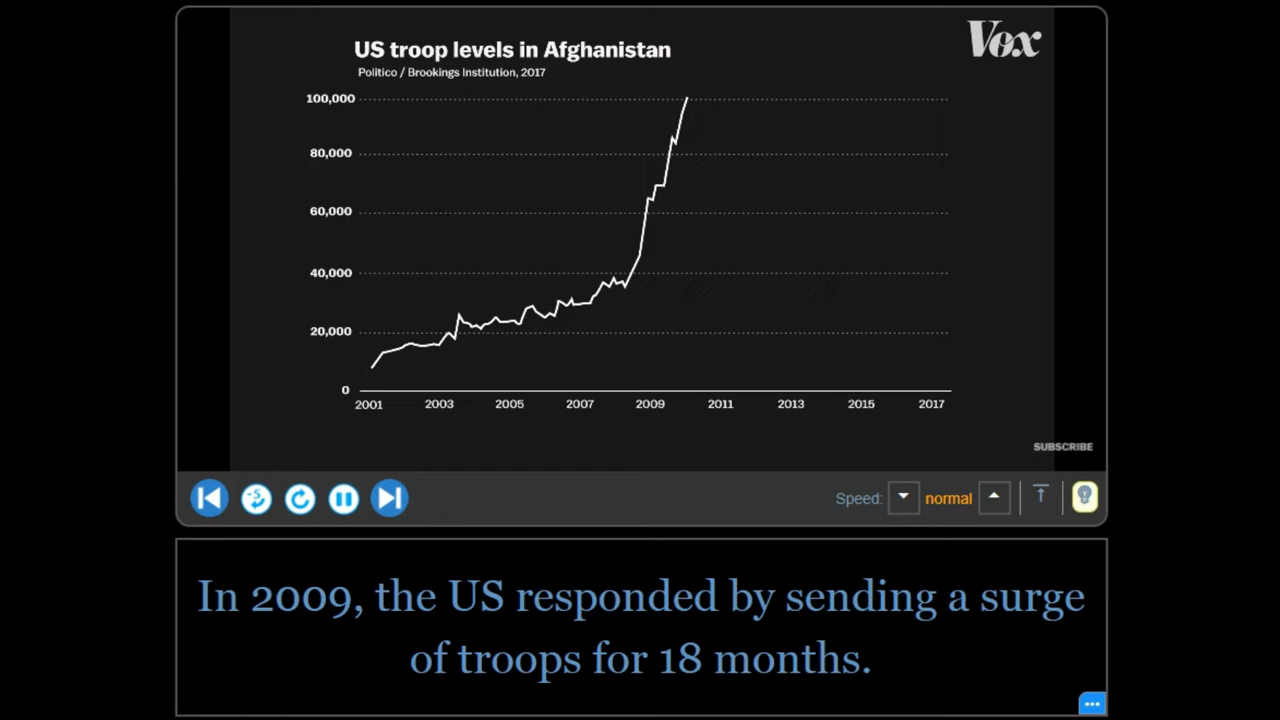 US troop levels in Afghanistan
Vox
Politico / Brookings Institution, 2017
100,000
80,000
60,000
40,000
20,000
0
2001 2003 2005 2007 2009 2011 2013 2015 2017
SUBSCRIBE
-5
Speed: normal
In 2009, the US responded by sending a surge
of troops for 18 months.